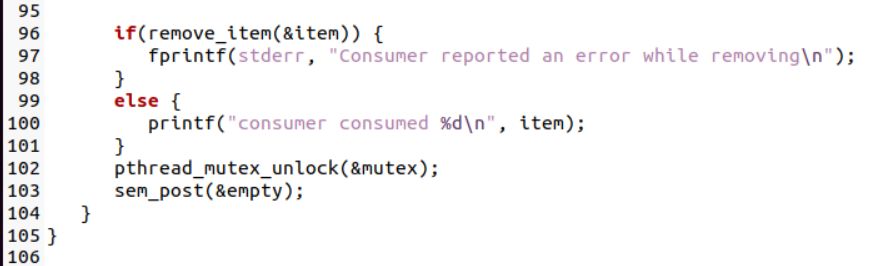 95
96 if(remove_item(&item)) {
97 fprintf(stderr, "Consumer reported an error while removing\n");
98 }
99 else {
100 printf("consumer consumed %d\n", item);
101 }
102 pthread_mutex_unlock(&mutex);
103 sem_post(&empty);
104 }
105 }
106